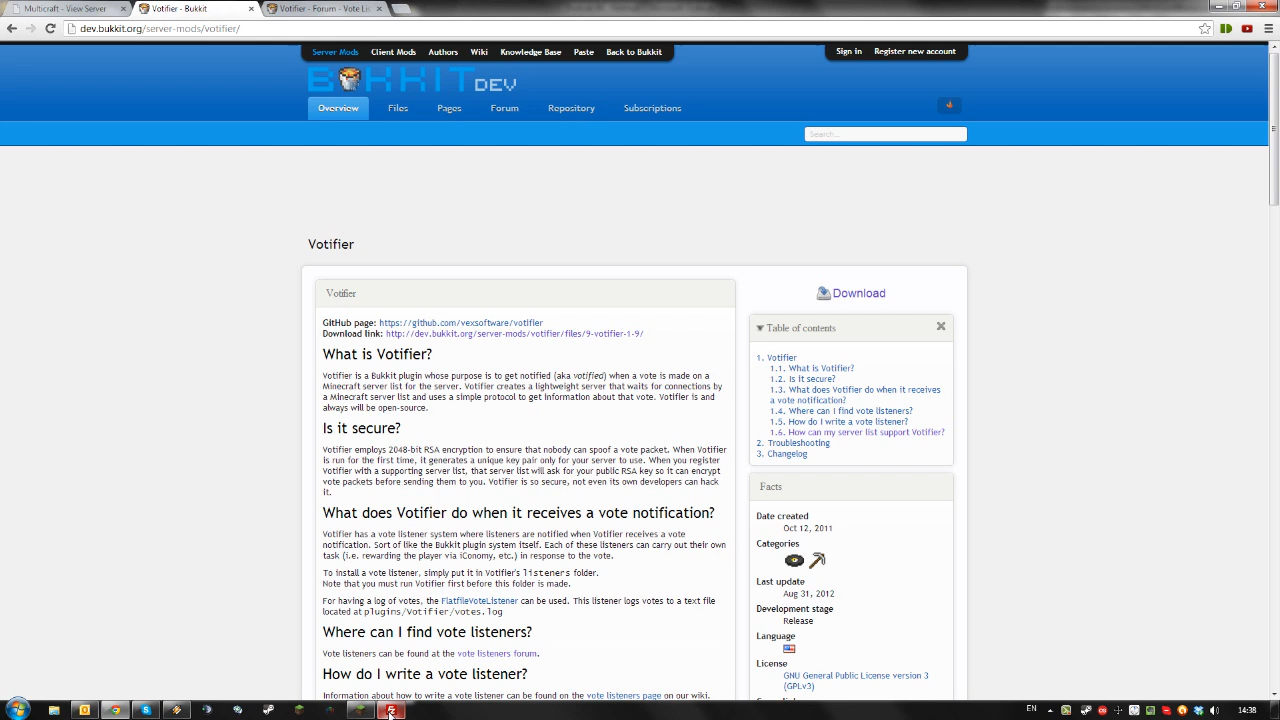 Multicraft - View Server
Votifier - Bukkit
Votifier - Forum - Vote Lis
dev.bukkit.org/server-mods/votifier/
Server Mods Client Mods Authors Wiki Knowledge Base Paste Back to Bukkit
Sign in Register new account
BUKKIT DEV
Overview Files Pages Forum Repository Subscriptions
Search...
Votifier
Votifier
Download
GitHub page: https://github.com/vexsoftware/votifier
Download link: http://dev.bukkit.org/server-mods/votifier/files/9-votifier-1-9/
What is Votifier?
Votifier is a Bukkit plugin whose purpose is to get notified (aka votified) when a vote is made on a
Minecraft server list for the server. Votifier creates a lightweight server that waits for connections by
a Minecraft server list and uses a simple protocol to get information about that vote. Votifier is and
always will be open-source.
Is it secure?
Votifier employs 2048-bit RSA encryption to ensure that nobody can spoof a vote packet. When Votifier
is run for the first time, it generates a unique key pair only for your server to use. When you register
Votifier with a supporting server list, that server list will ask for your public RSA key so it can encrypt
vote packets before sending them to you. Votifier is so secure, not even its own developers can hack
it.
What does Votifier do when it receives a vote notification?
Votifier has a vote listener system where listeners are notified when Votifier receives a vote
notification. Sort of like the Bukkit plugin system itself. Each of these listeners can carry out their own
task (i.e. rewarding the player via iConomy, etc.) in response to the vote.
To install a vote listener, simply put it in Votifier's listeners folder.
Note that you must run Votifier first before this folder is made.
For having a log of votes, the FlatfileVoteListener can be used. This listener logs votes to a text file
located at plugins/Votifier/votes.log
Where can I find vote listeners?
Vote listeners can be found at the vote listeners forum.
How do I write a vote listener?
Information about how to write a vote listener can be found on the vote listeners page on our wiki.
Table of contents
1. Votifier
1.1. What is Votifier?
1.2. Is it secure?
1.3. What does Votifier do when it receives
a vote notification?
1.4. Where can I find vote listeners?
1.5. How do I write a vote listener?
1.6. How can my server list support Votifier?
2. Troubleshooting
3. Changelog
Facts
Date created
Oct 12, 2011
Categories
Last update
Aug 31, 2012
Development stage
Release
Language
License
GNU General Public License version 3
(GPLv3)
EN
14:38